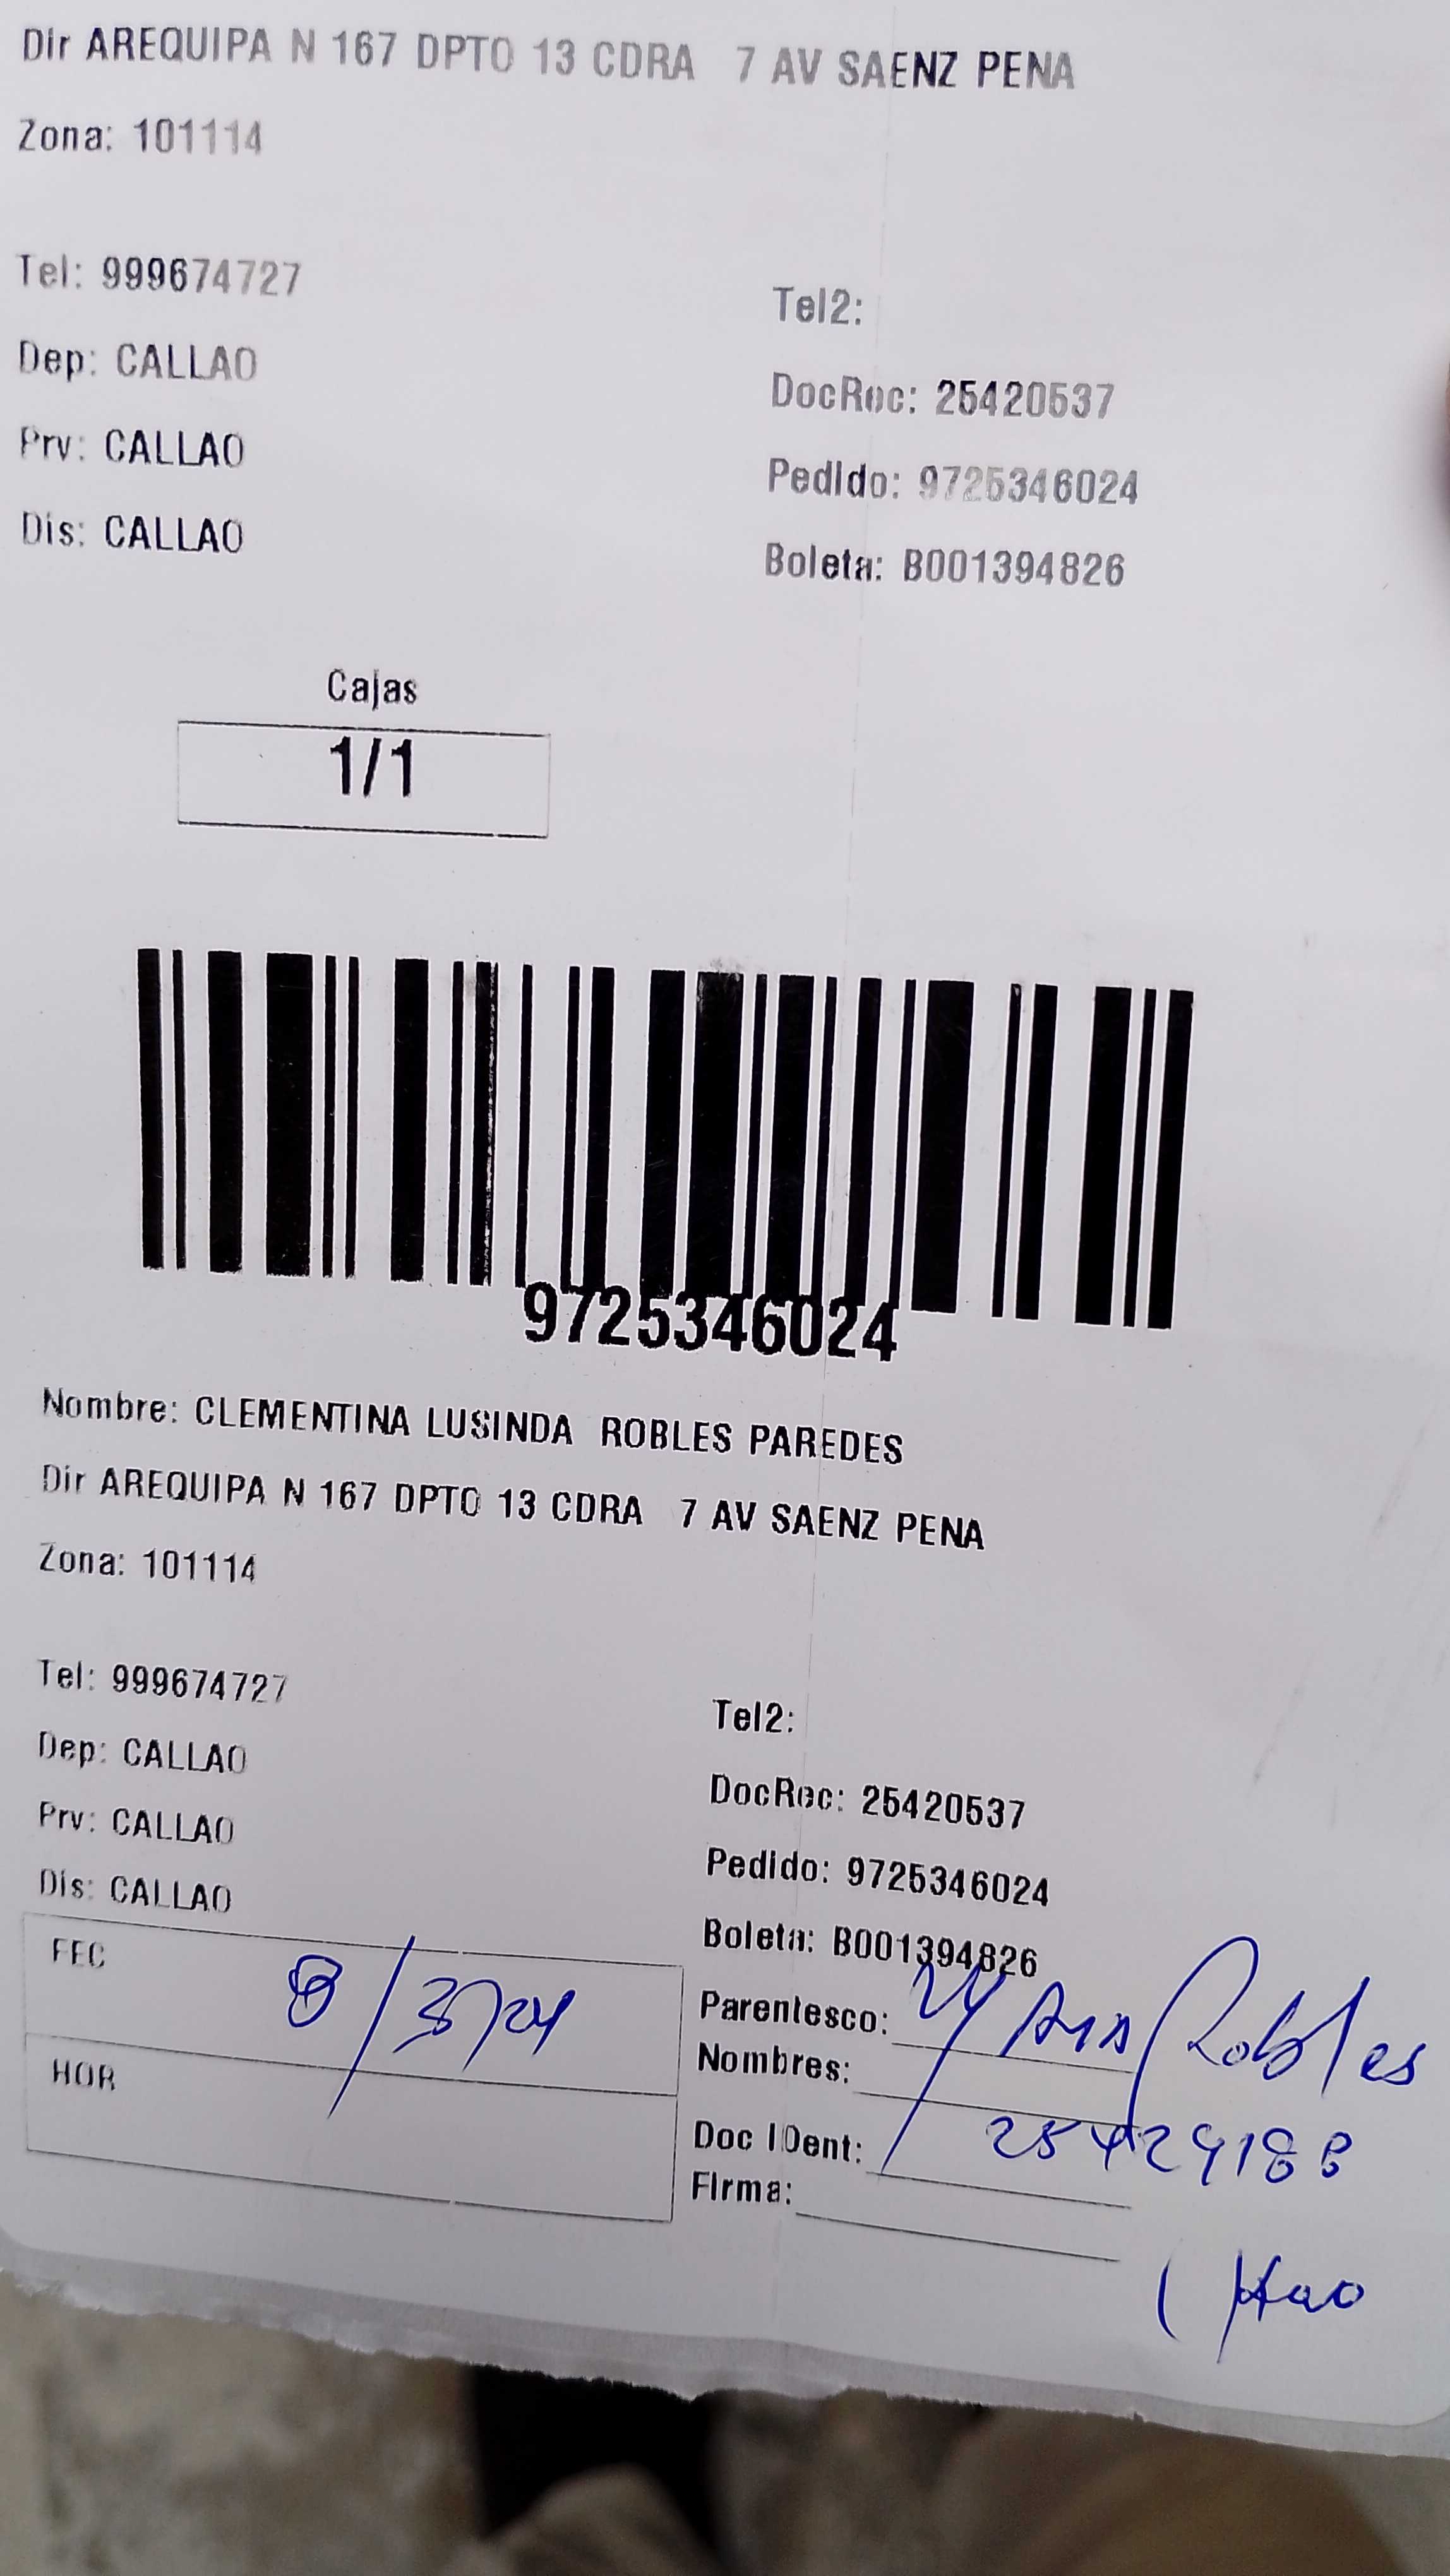 Dir AREQUIPA N 167 DPTO 13 CDRA 7 AV SAENZ PENA
Zona: 101114
Tel: 999674727
Tel2:
Dep: CALLAO
DocRec: 25420537
Prv: CALLAO
Pedido: 9725346024
Dis: CALLAO
Boleta: B001394826
Cajas
1/1
9725346024
Nombre: CLEMENTINA LUSINDA ROBLES PAREDES
Dir AREQUIPA N 167 DPTO 13 CDRA 7 AV SAENZ PENA
Zona: 101114
Tel: 999674727
Tel2:
Dep: CALLAO
DocRec: 25420537
Prv: CALLAO
Pedido: 9725346024
Dis: CALLAO
Boleta: B001394826
FEC 8/3/24
Parentesco: Robles
Nombres:
HOR
Doc IDent:
Firma: